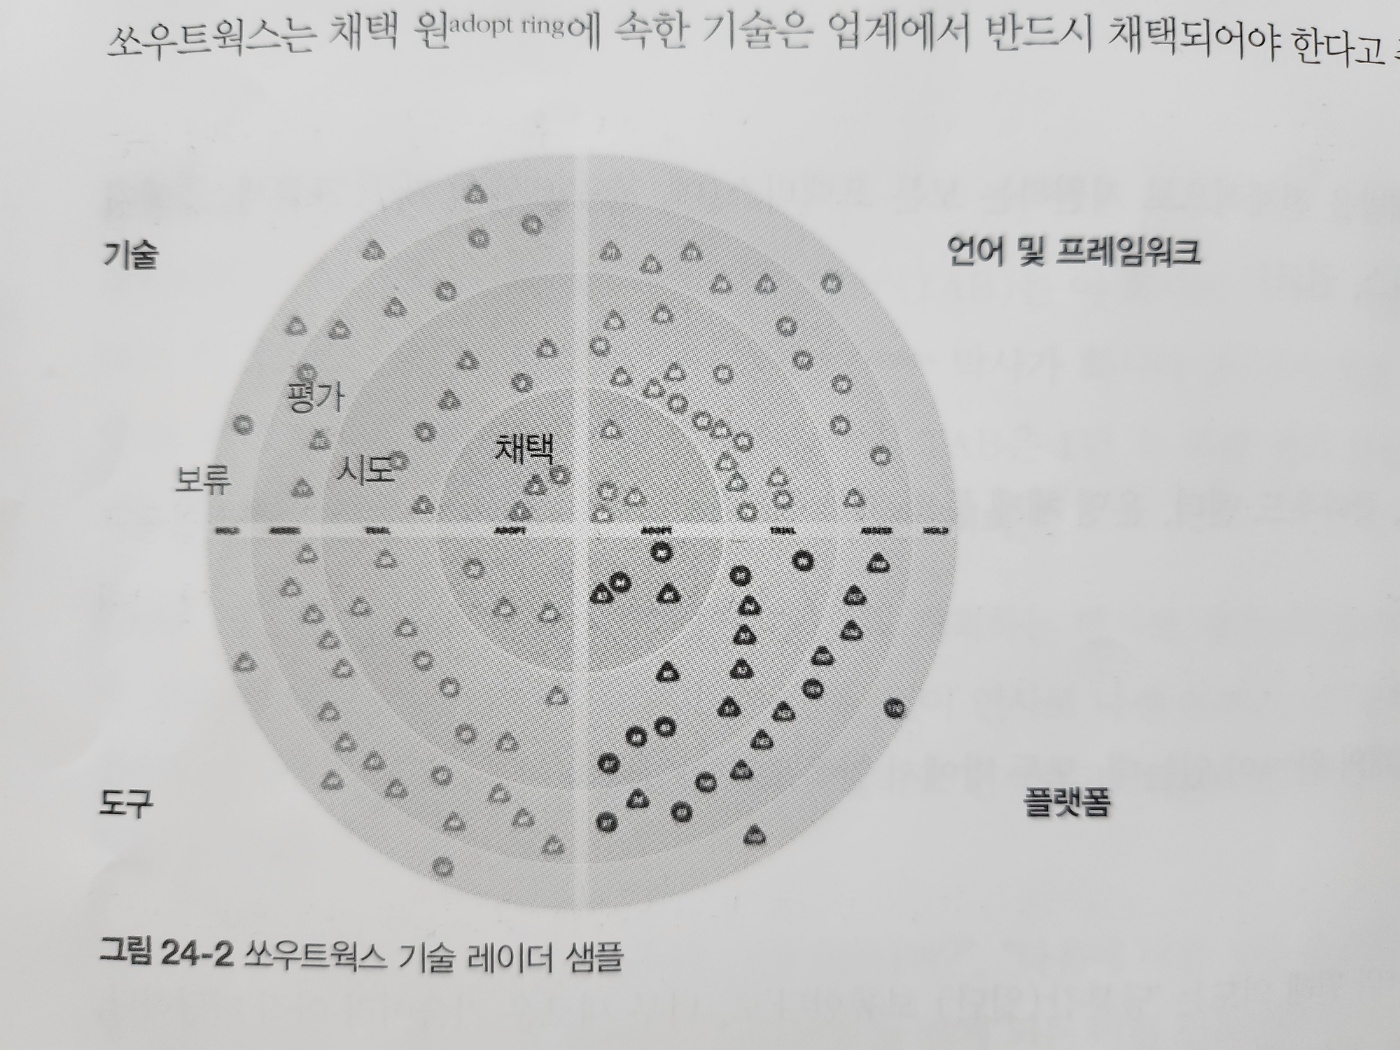 쏘우트웍스는 채택 원adopt ring에 속한 기술은 업계에서 반드시 채택되어야 한다고
기술
언어 및 프레임워크
평가
채택
시도
보류
HOLD ASSESS TRIAL ADOPT ADOPT TRIAL ASSESS HOLD
도구
플랫폼
그림 24-2 쏘우트웍스 기술 레이더 샘플